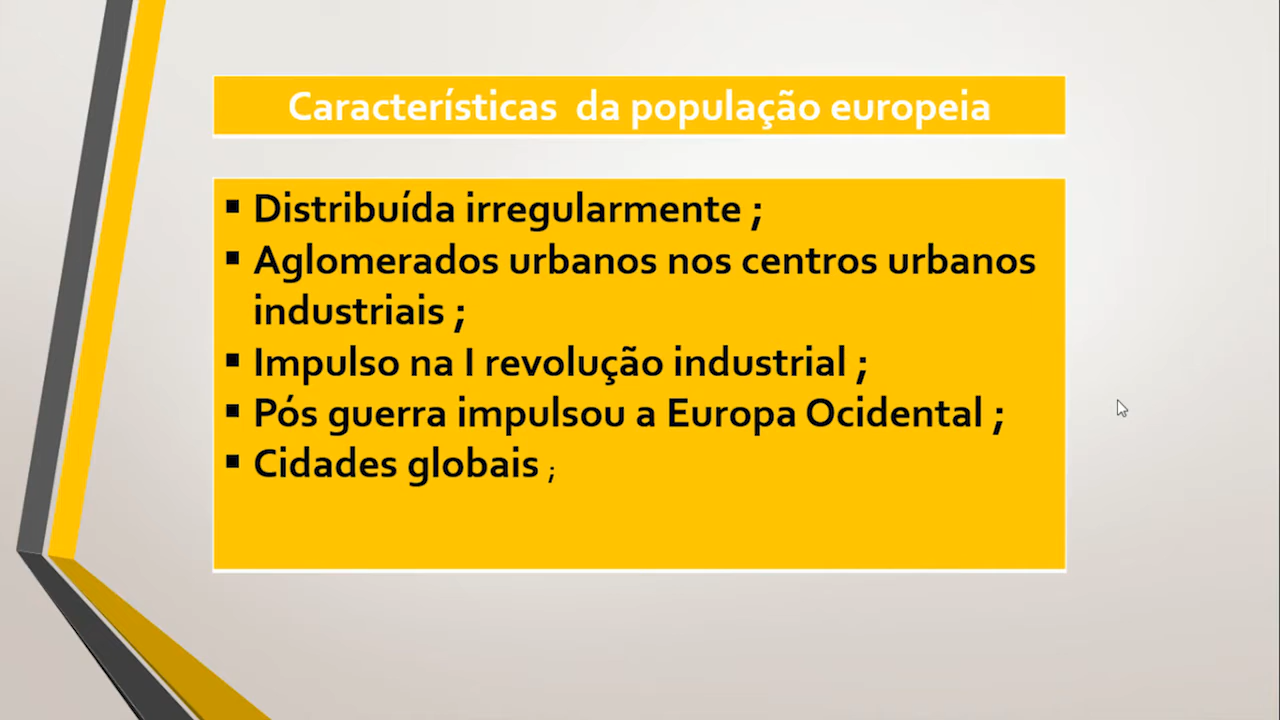 Características  da população europeia
▪ Distribuída irregularmente ;
▪ Aglomerados urbanos nos centros urbanos
industriais ;
▪ Impulso na I revolução industrial ;
▪ Pós guerra impulsou a Europa Ocidental ;
▪ Cidades globais ;